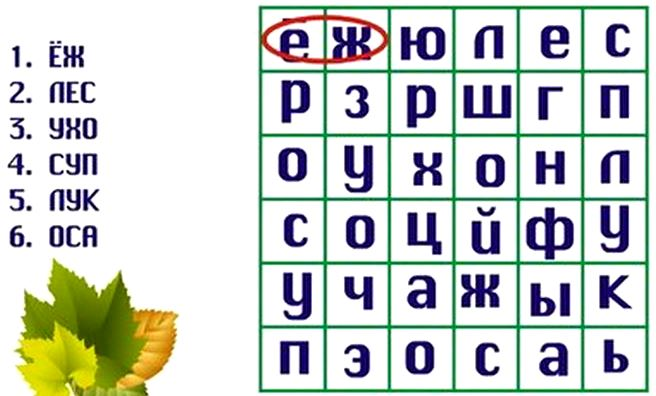 1. ЁЖ
2. ЛЕС
3. УХО
4. СУП
5. ЛУК
6. ОСА
ё ж ю л е с
р з р ш г п
о у х о н л
с о ц й ф у
у ч а ж ы к
п э о с а ь